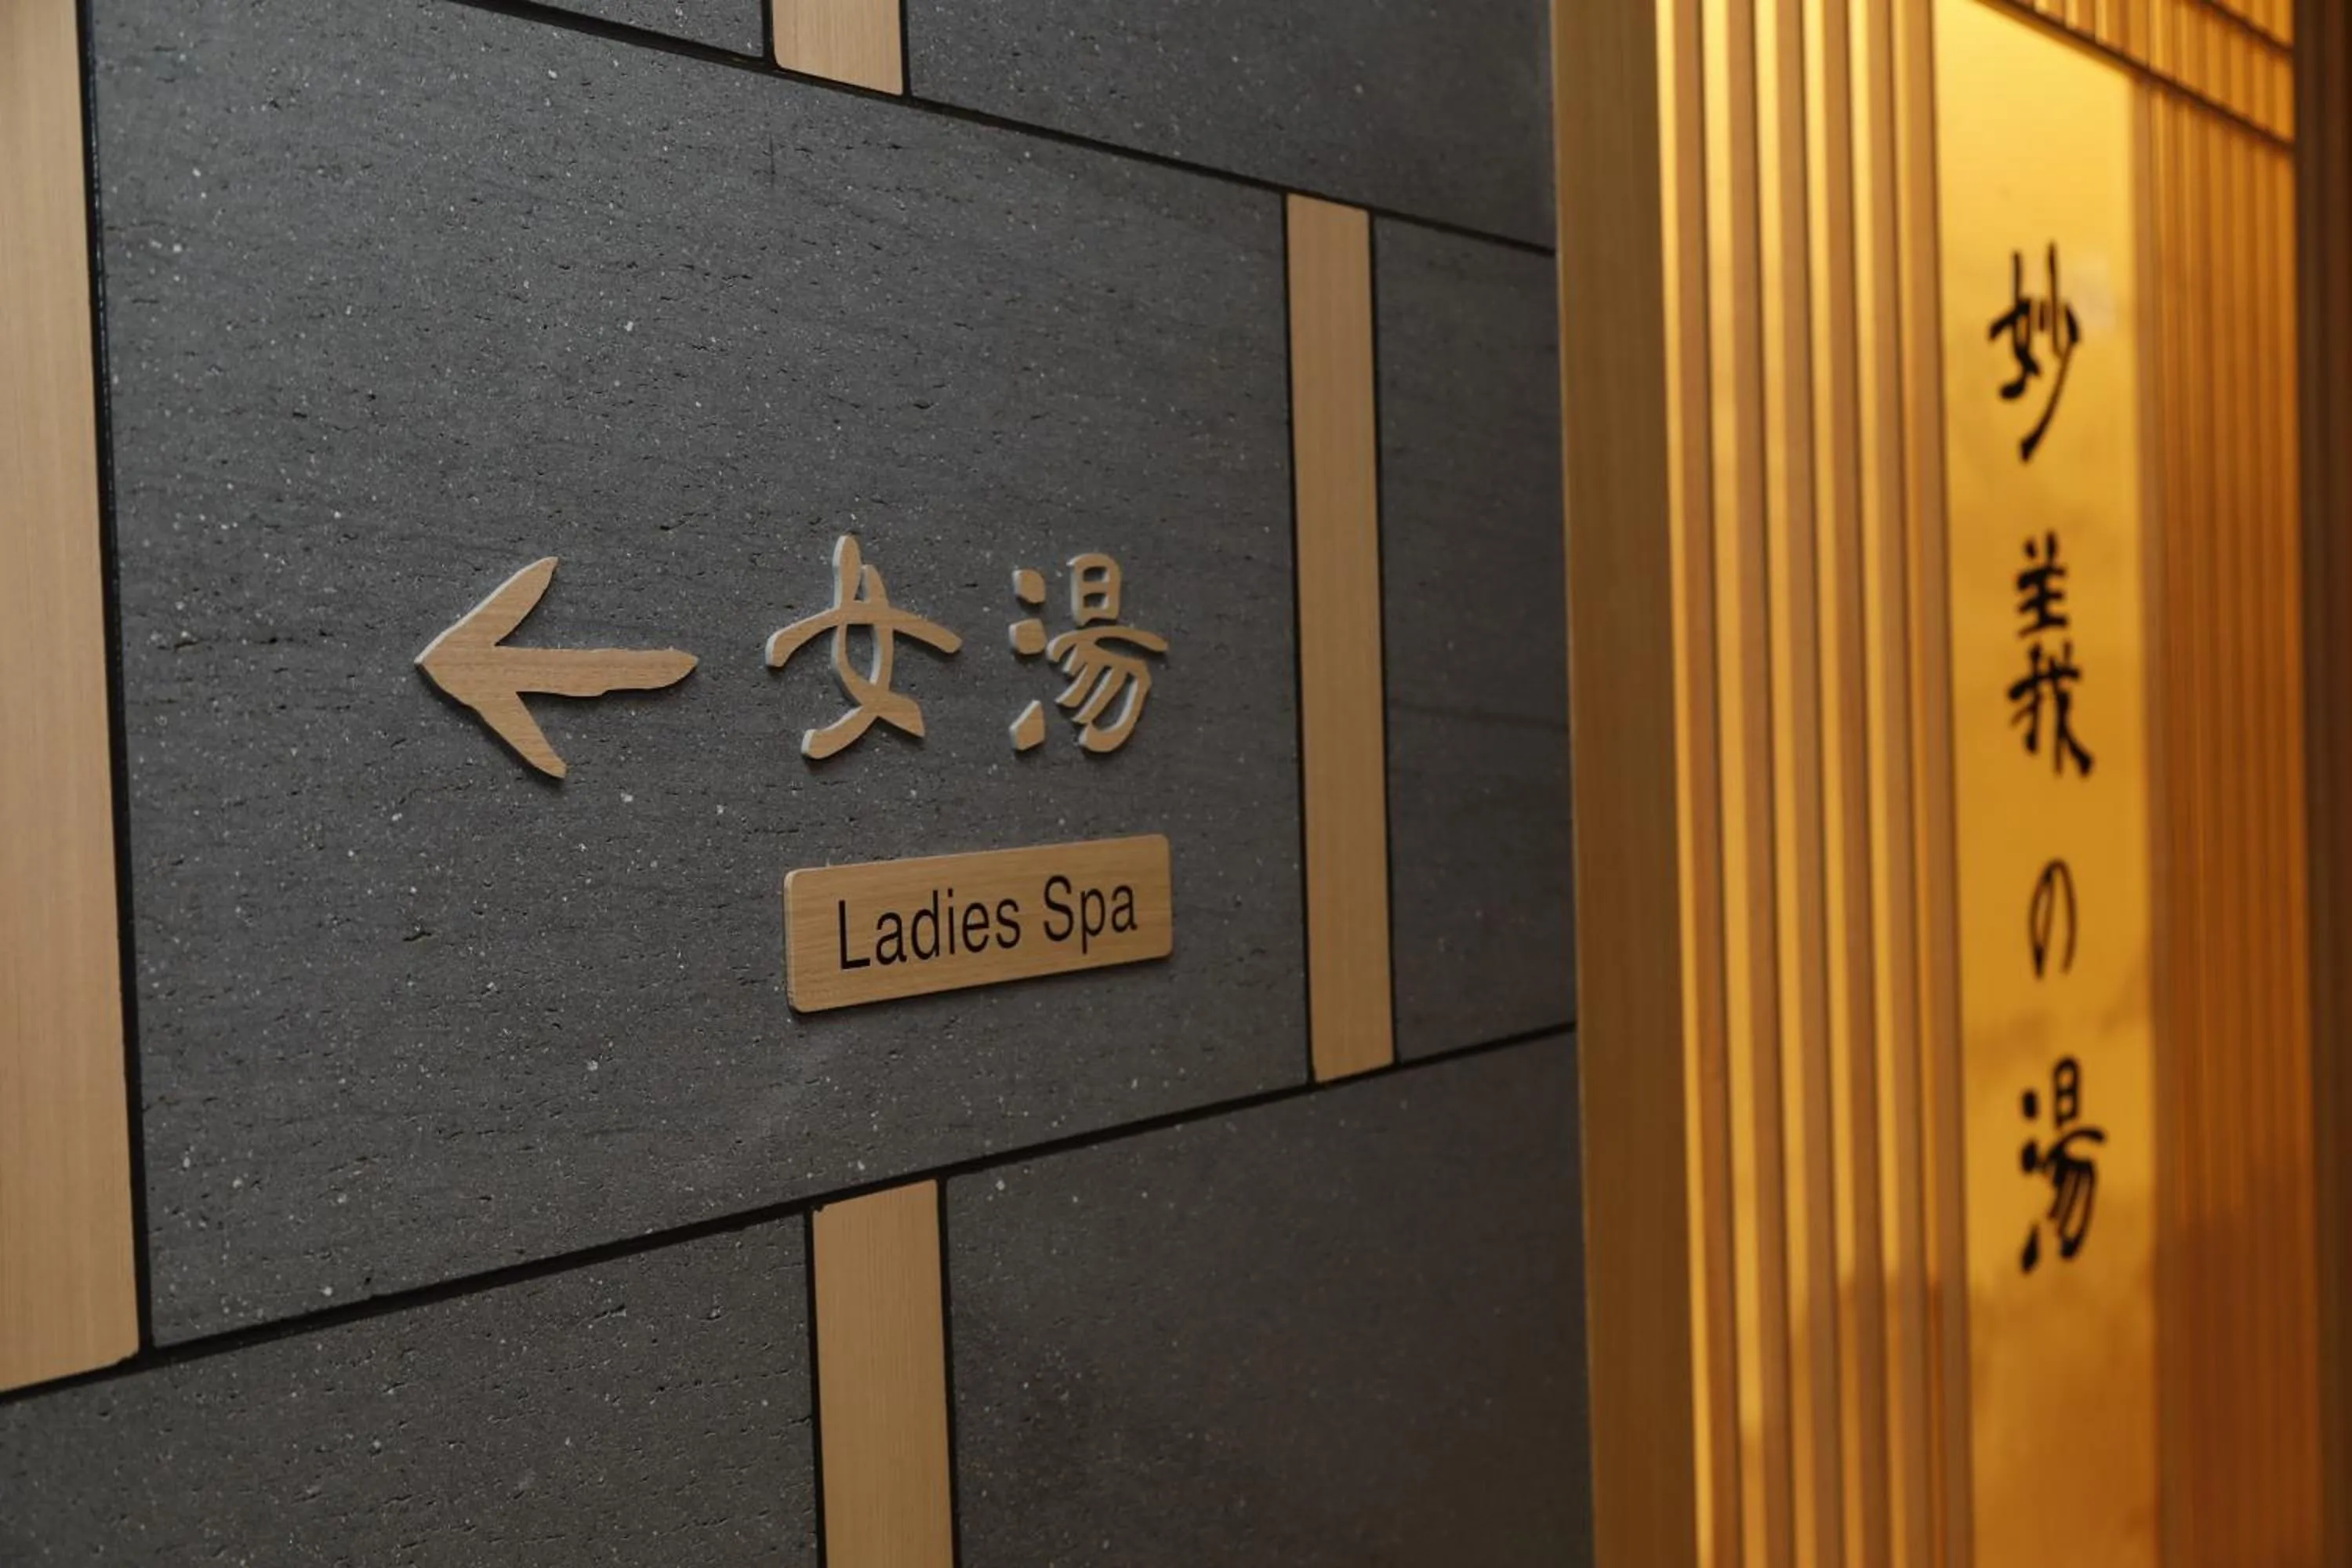 ← 女湯
Ladies Spa
妙義の湯